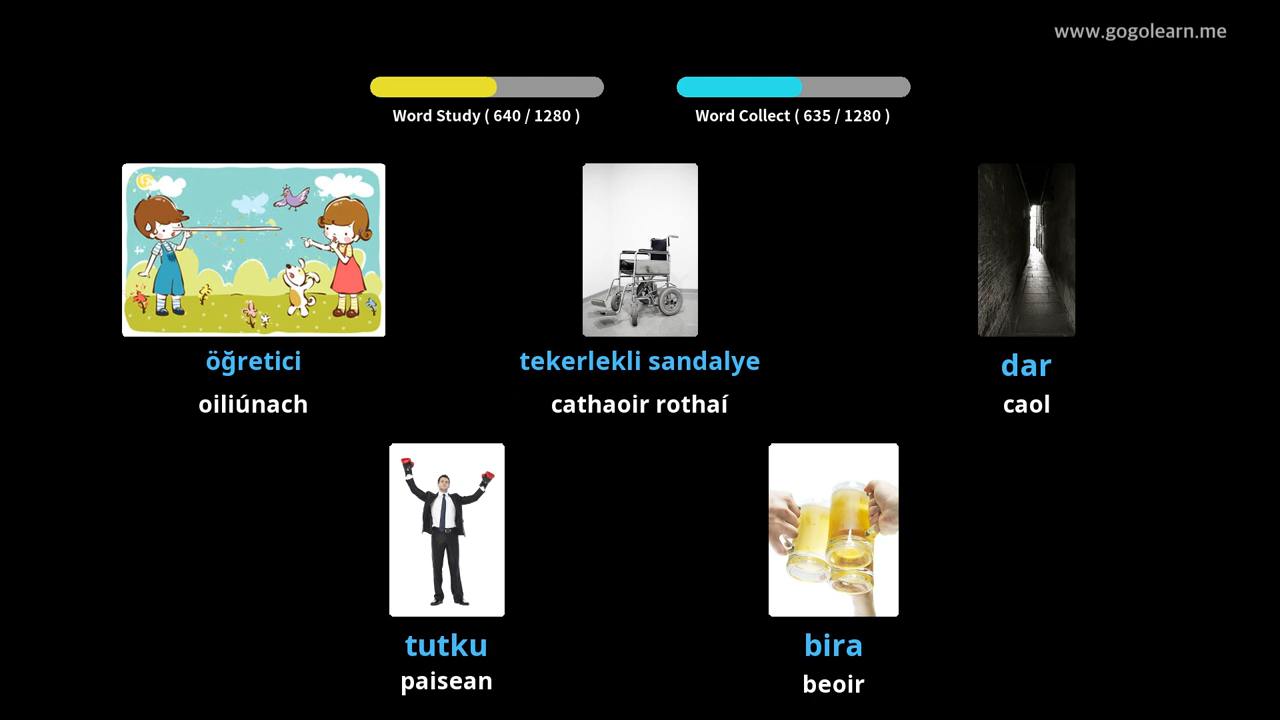 www.gogolearn.me
Word Study ( 640 / 1280 )
Word Collect ( 635 / 1280 )
öğretici
tekerlekli sandalye
dar
oiliúnach
cathaoir rothaí
caol
tutku
bira
paisean
beoir